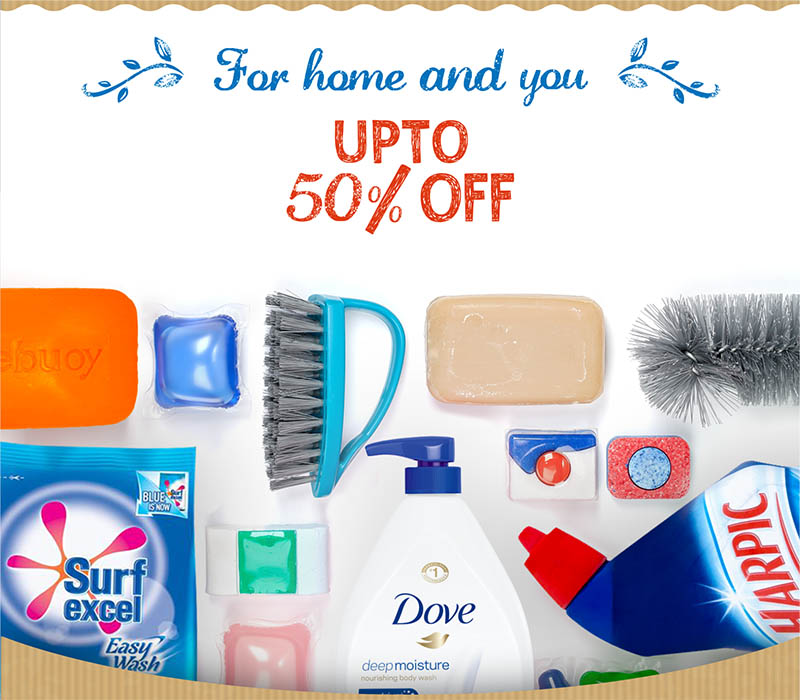 For home and you
UPTO
50% OFF
ebuoy
BLUE
IS NOW
Surf
excel
Easy
Wash
#1
Dove
deep moisture
nourishing body wash
HARPIC